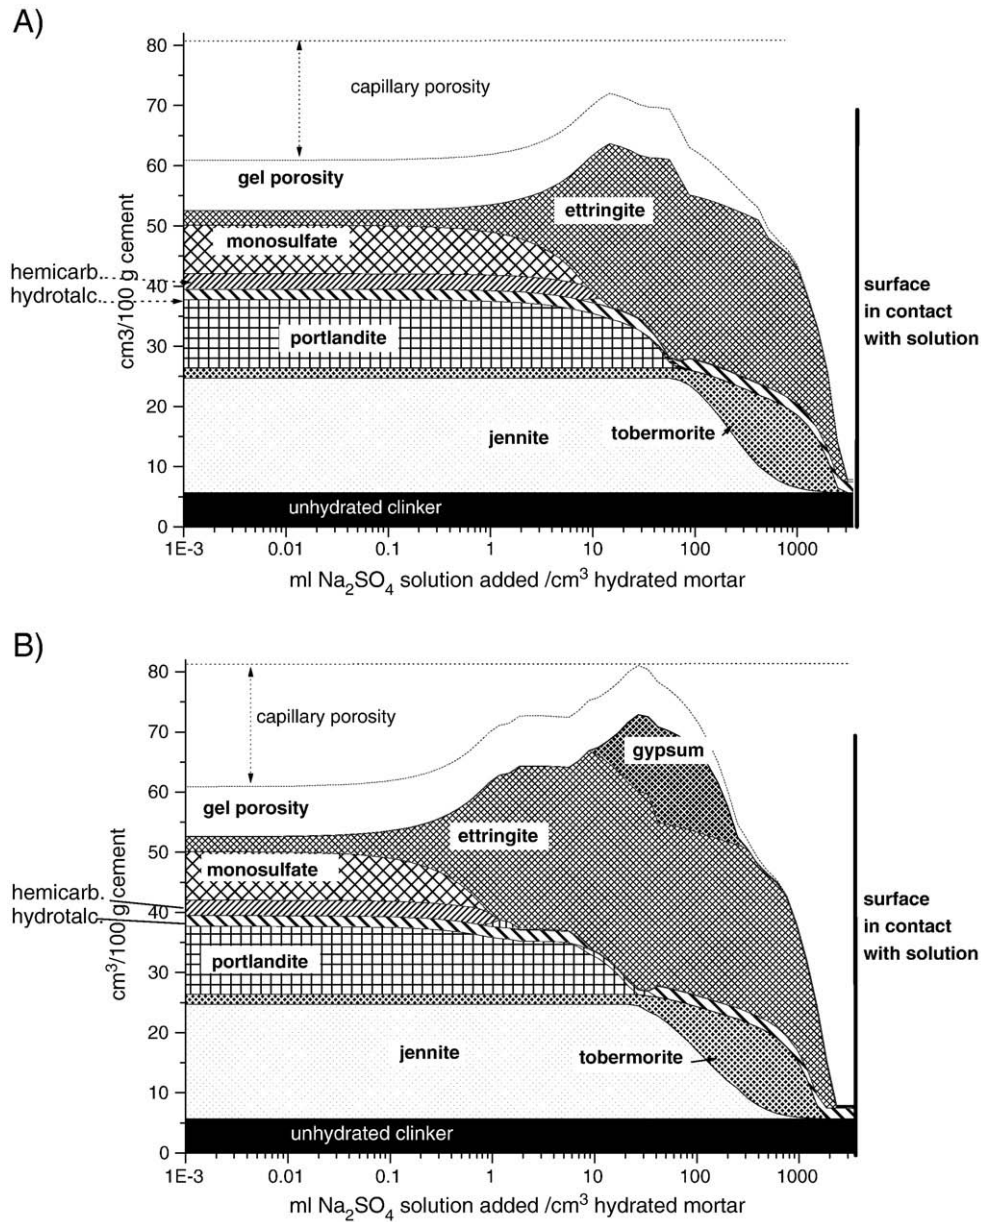 A)
80
capillary porosity
70
60
gel porosity
ettringite
50
monosulfate
hemicarb.
40
hydrotalc.
surface
in contact
with solution
cm3/100 g cement
portlandite
30
20
jennite
tobermorite
10
unhydrated clinker
0
1E-3 0.01 0.1 1 10 100 1000
ml Na₂SO₄ solution added /cm³ hydrated mortar
B)
80
capillary porosity
70
gypsum
60
gel porosity
ettringite
50
monosulfate
hemicarb.
40
hydrotalc.
surface
in contact
with solution
cm³/100 g cement
portlandite
30
20
jennite
tobermorite
10
unhydrated clinker
0
1E-3 0.01 0.1 1 10 100 1000
ml Na₂SO₄ solution added /cm³ hydrated mortar